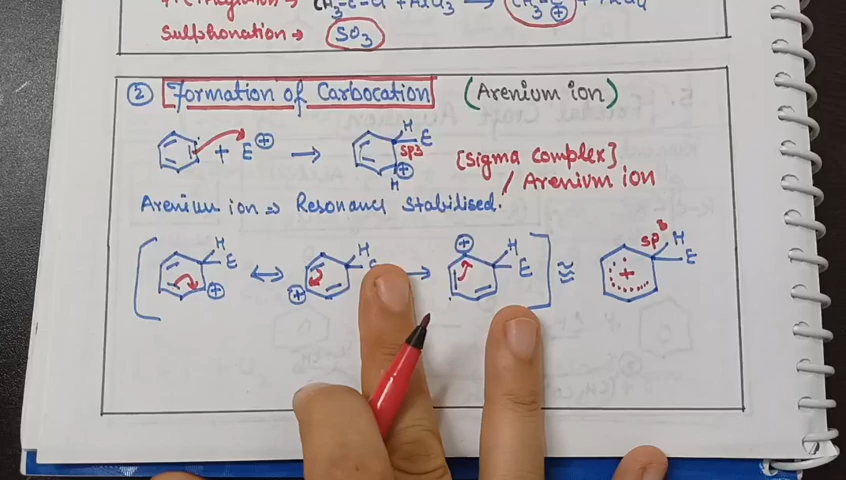 Sulphonation → SO3
② Formation of Carbocation (Arenium ion)
+ E⊕ → H E sp3 ⊕ H [Sigma Complex]
/ Arenium ion
Arenium ion ⇒ Resonance Stabilised!
[ H E ⊕ ↔ H ⊕ → ⊕ H E ] ≅ sp3 H E +